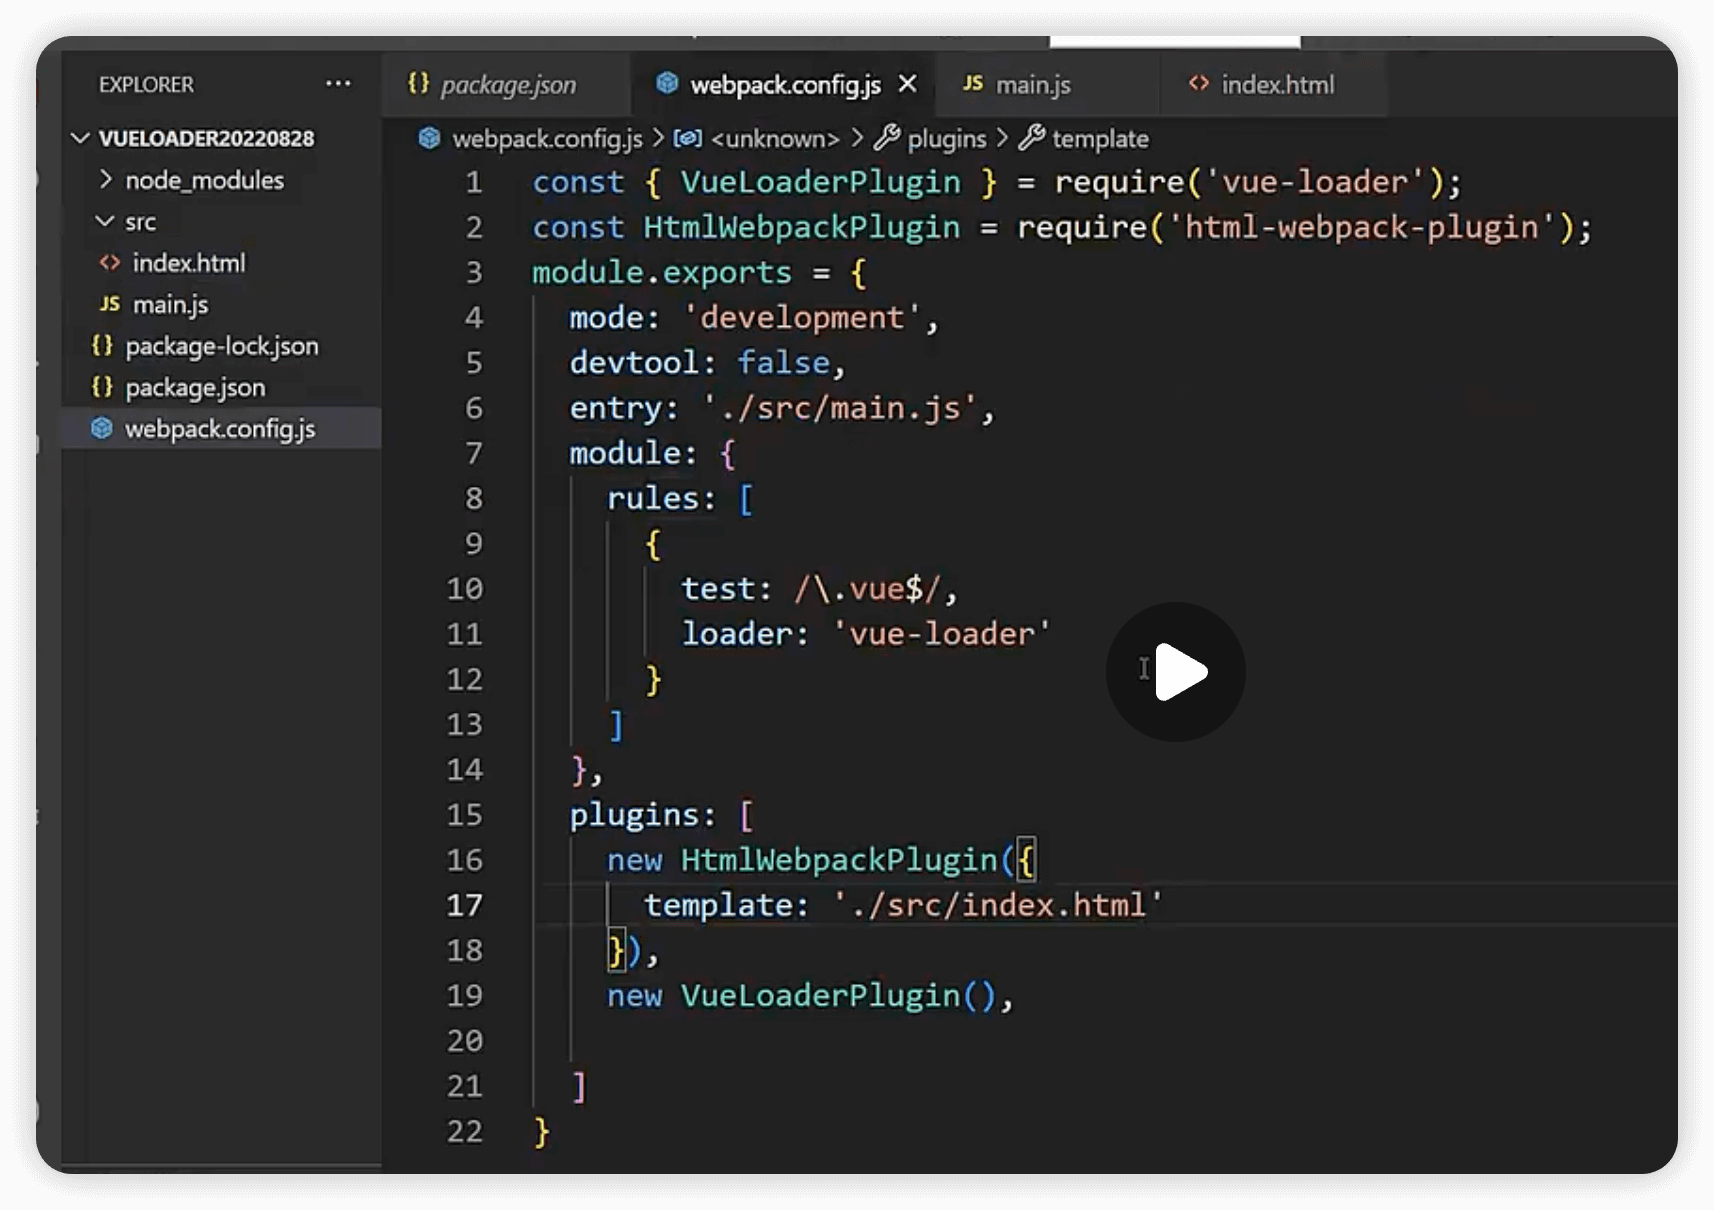 EXPLORER ···
VUELOADER20220828
node_modules
src
index.html
JS main.js
{} package-lock.json
{} package.json
webpack.config.js
{} package.json
webpack.config.js
JS main.js
index.html
webpack.config.js > <unknown> > plugins > template
1 const { VueLoaderPlugin } = require('vue-loader');
2 const HtmlWebpackPlugin = require('html-webpack-plugin');
3 module.exports = {
4 mode: 'development',
5 devtool: false,
6 entry: './src/main.js',
7 module: {
8 rules: [
9 {
10 test: /\.vue$/,
11 loader: 'vue-loader'
12 }
13 ]
14 },
15 plugins: [
16 new HtmlWebpackPlugin({
17 template: './src/index.html'
18 }),
19 new VueLoaderPlugin(),
20
21 ]
22 }